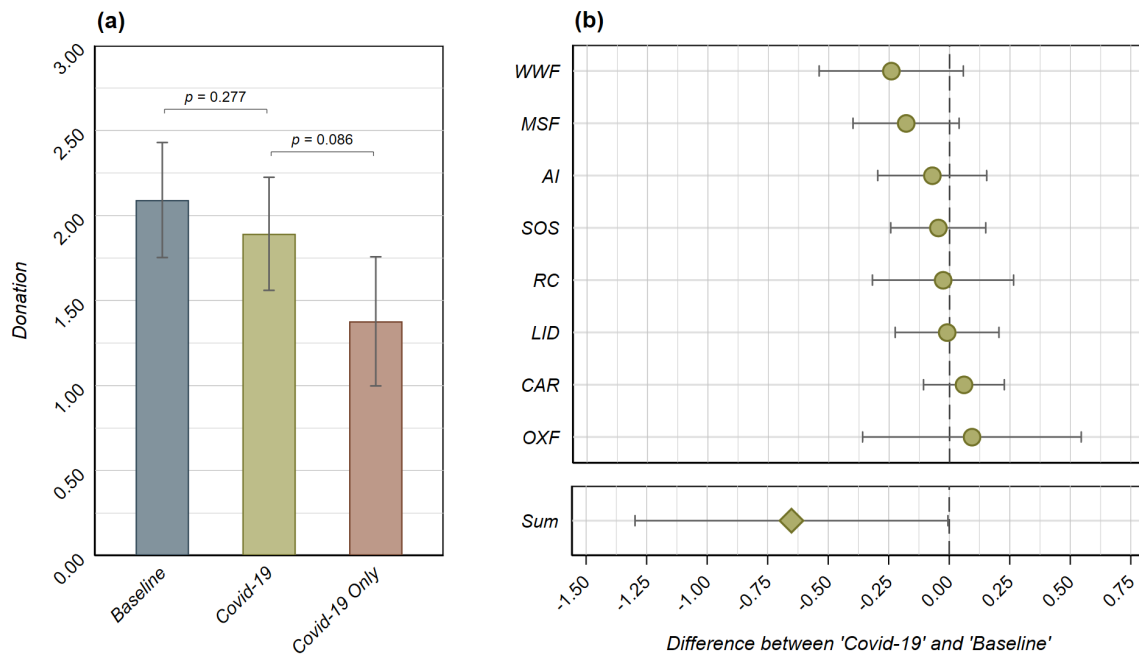 (a)
3.00
2.50
2.00
1.50
1.00
0.50
0.00
Donation
p = 0.277
p = 0.086
Baseline
Covid-19
Covid-19 Only
(b)
WWF
MSF
AI
SOS
RC
LID
CAR
OXF
Sum
-1.50
-1.25
-1.00
-0.75
-0.50
-0.25
0.00
0.25
0.50
0.75
Difference between 'Covid-19' and 'Baseline'